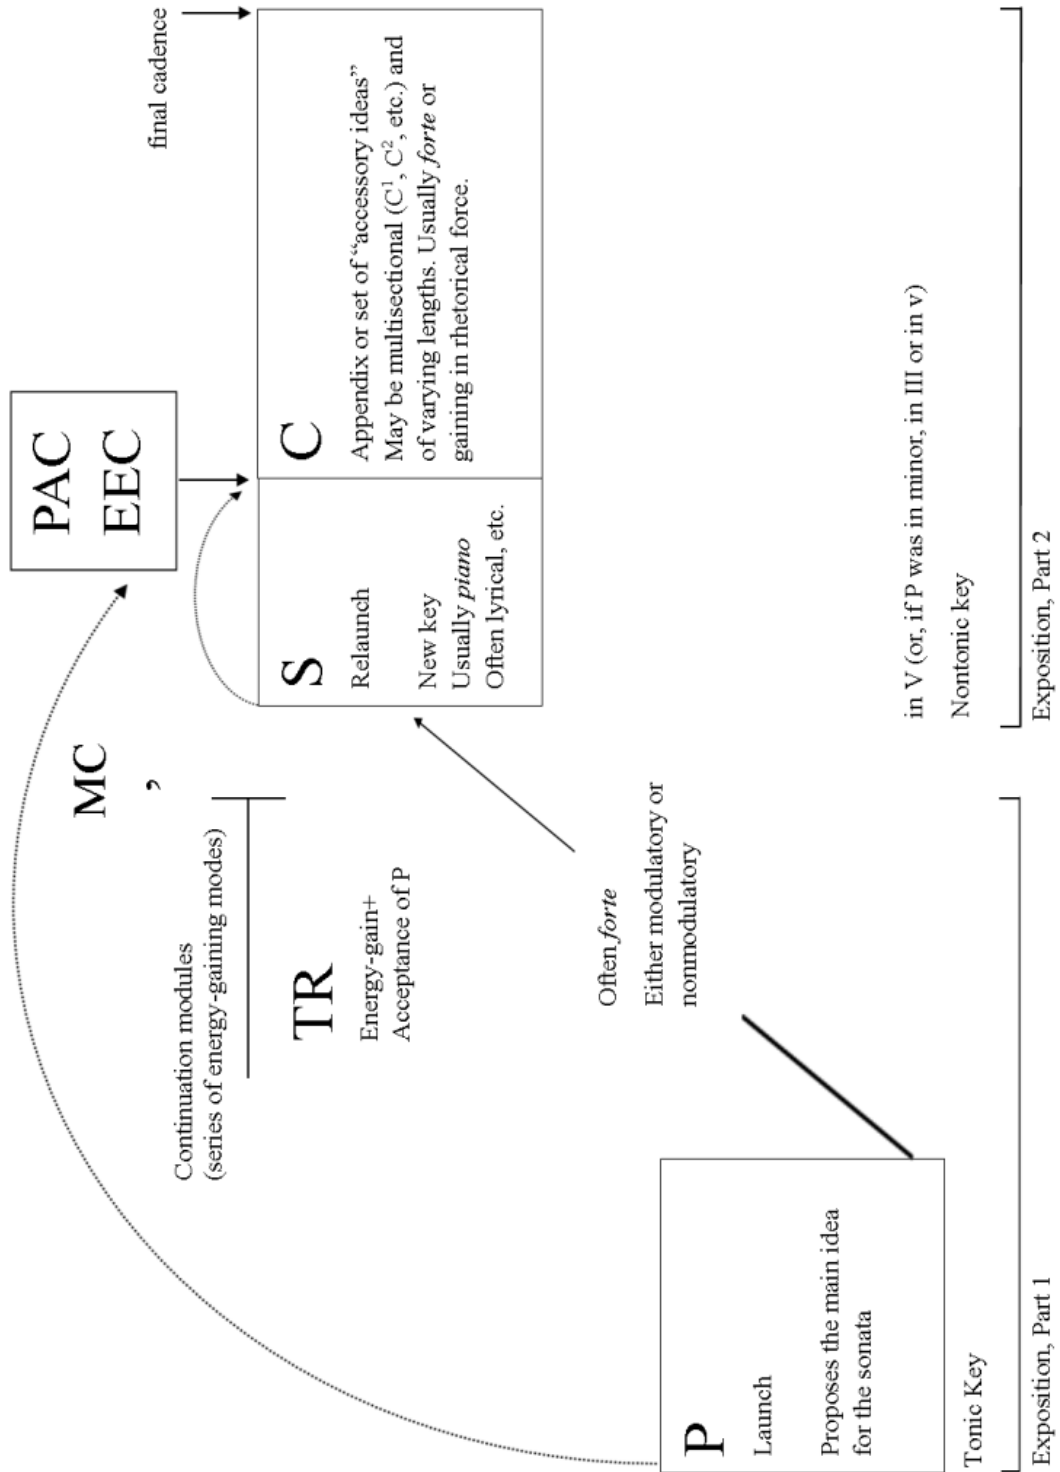 PAC
EEC
final cadence
MC
,
Continuation modules
(series of energy-gaining modes)
TR
Energy-gain+
Acceptance of P
S
Relaunch
New key
Usually piano
Often lyrical, etc.
C
Appendix or set of “accessory ideas”
May be multisectional (C¹, C², etc.) and
of varying lengths. Usually forte or
gaining in rhetorical force.
Often forte
Either modulatory or
nonmodulatory
P
Launch
Proposes the main idea
for the sonata
Tonic Key
in V (or, if P was in minor, in III or in v)
Nontonic key
Exposition, Part 1
Exposition, Part 2